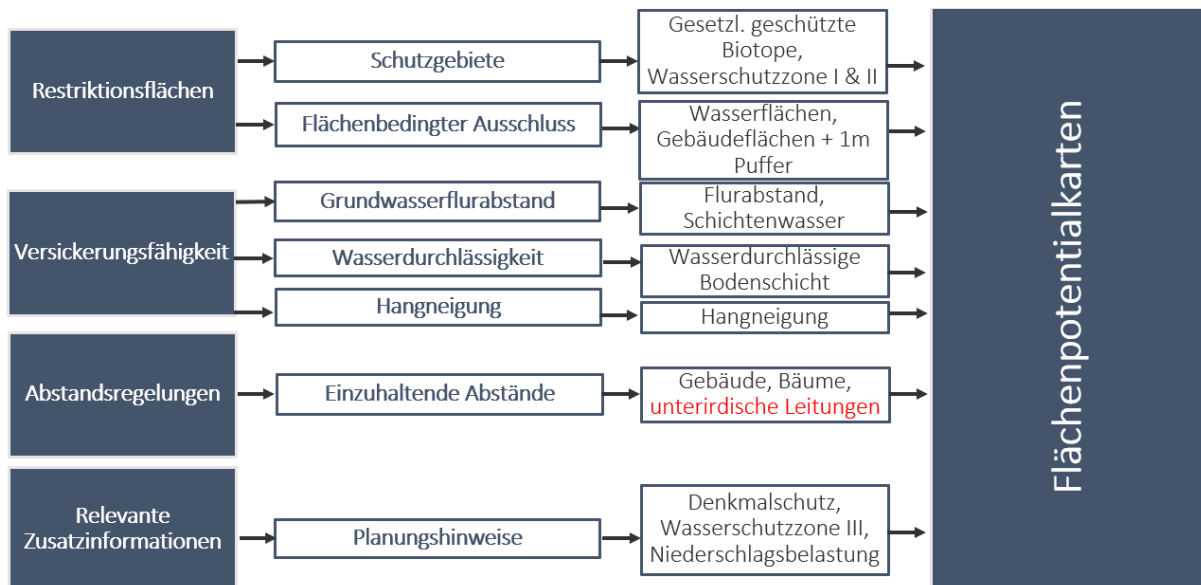 Restriktionsflächen
Schutzgebiete
Gesetzl. geschützte
Biotope,
Wasserschutzzone I & II
Flächenbedingter Ausschluss
Wasserflächen,
Gebäudeflächen + 1m
Puffer
Versickerungsfähigkeit
Grundwasserflurabstand
Flurabstand,
Schichtenwasser
Wasserdurchlässigkeit
Wasserdurchlässige
Bodenschicht
Hangneigung
Hangneigung
Abstandsregelungen
Einzuhaltende Abstände
Gebäude, Bäume,
unterirdische Leitungen
Relevante
Zusatzinformationen
Planungshinweise
Denkmalschutz,
Wasserschutzzone III,
Niederschlagsbelastung
Flächenpotentialkarten